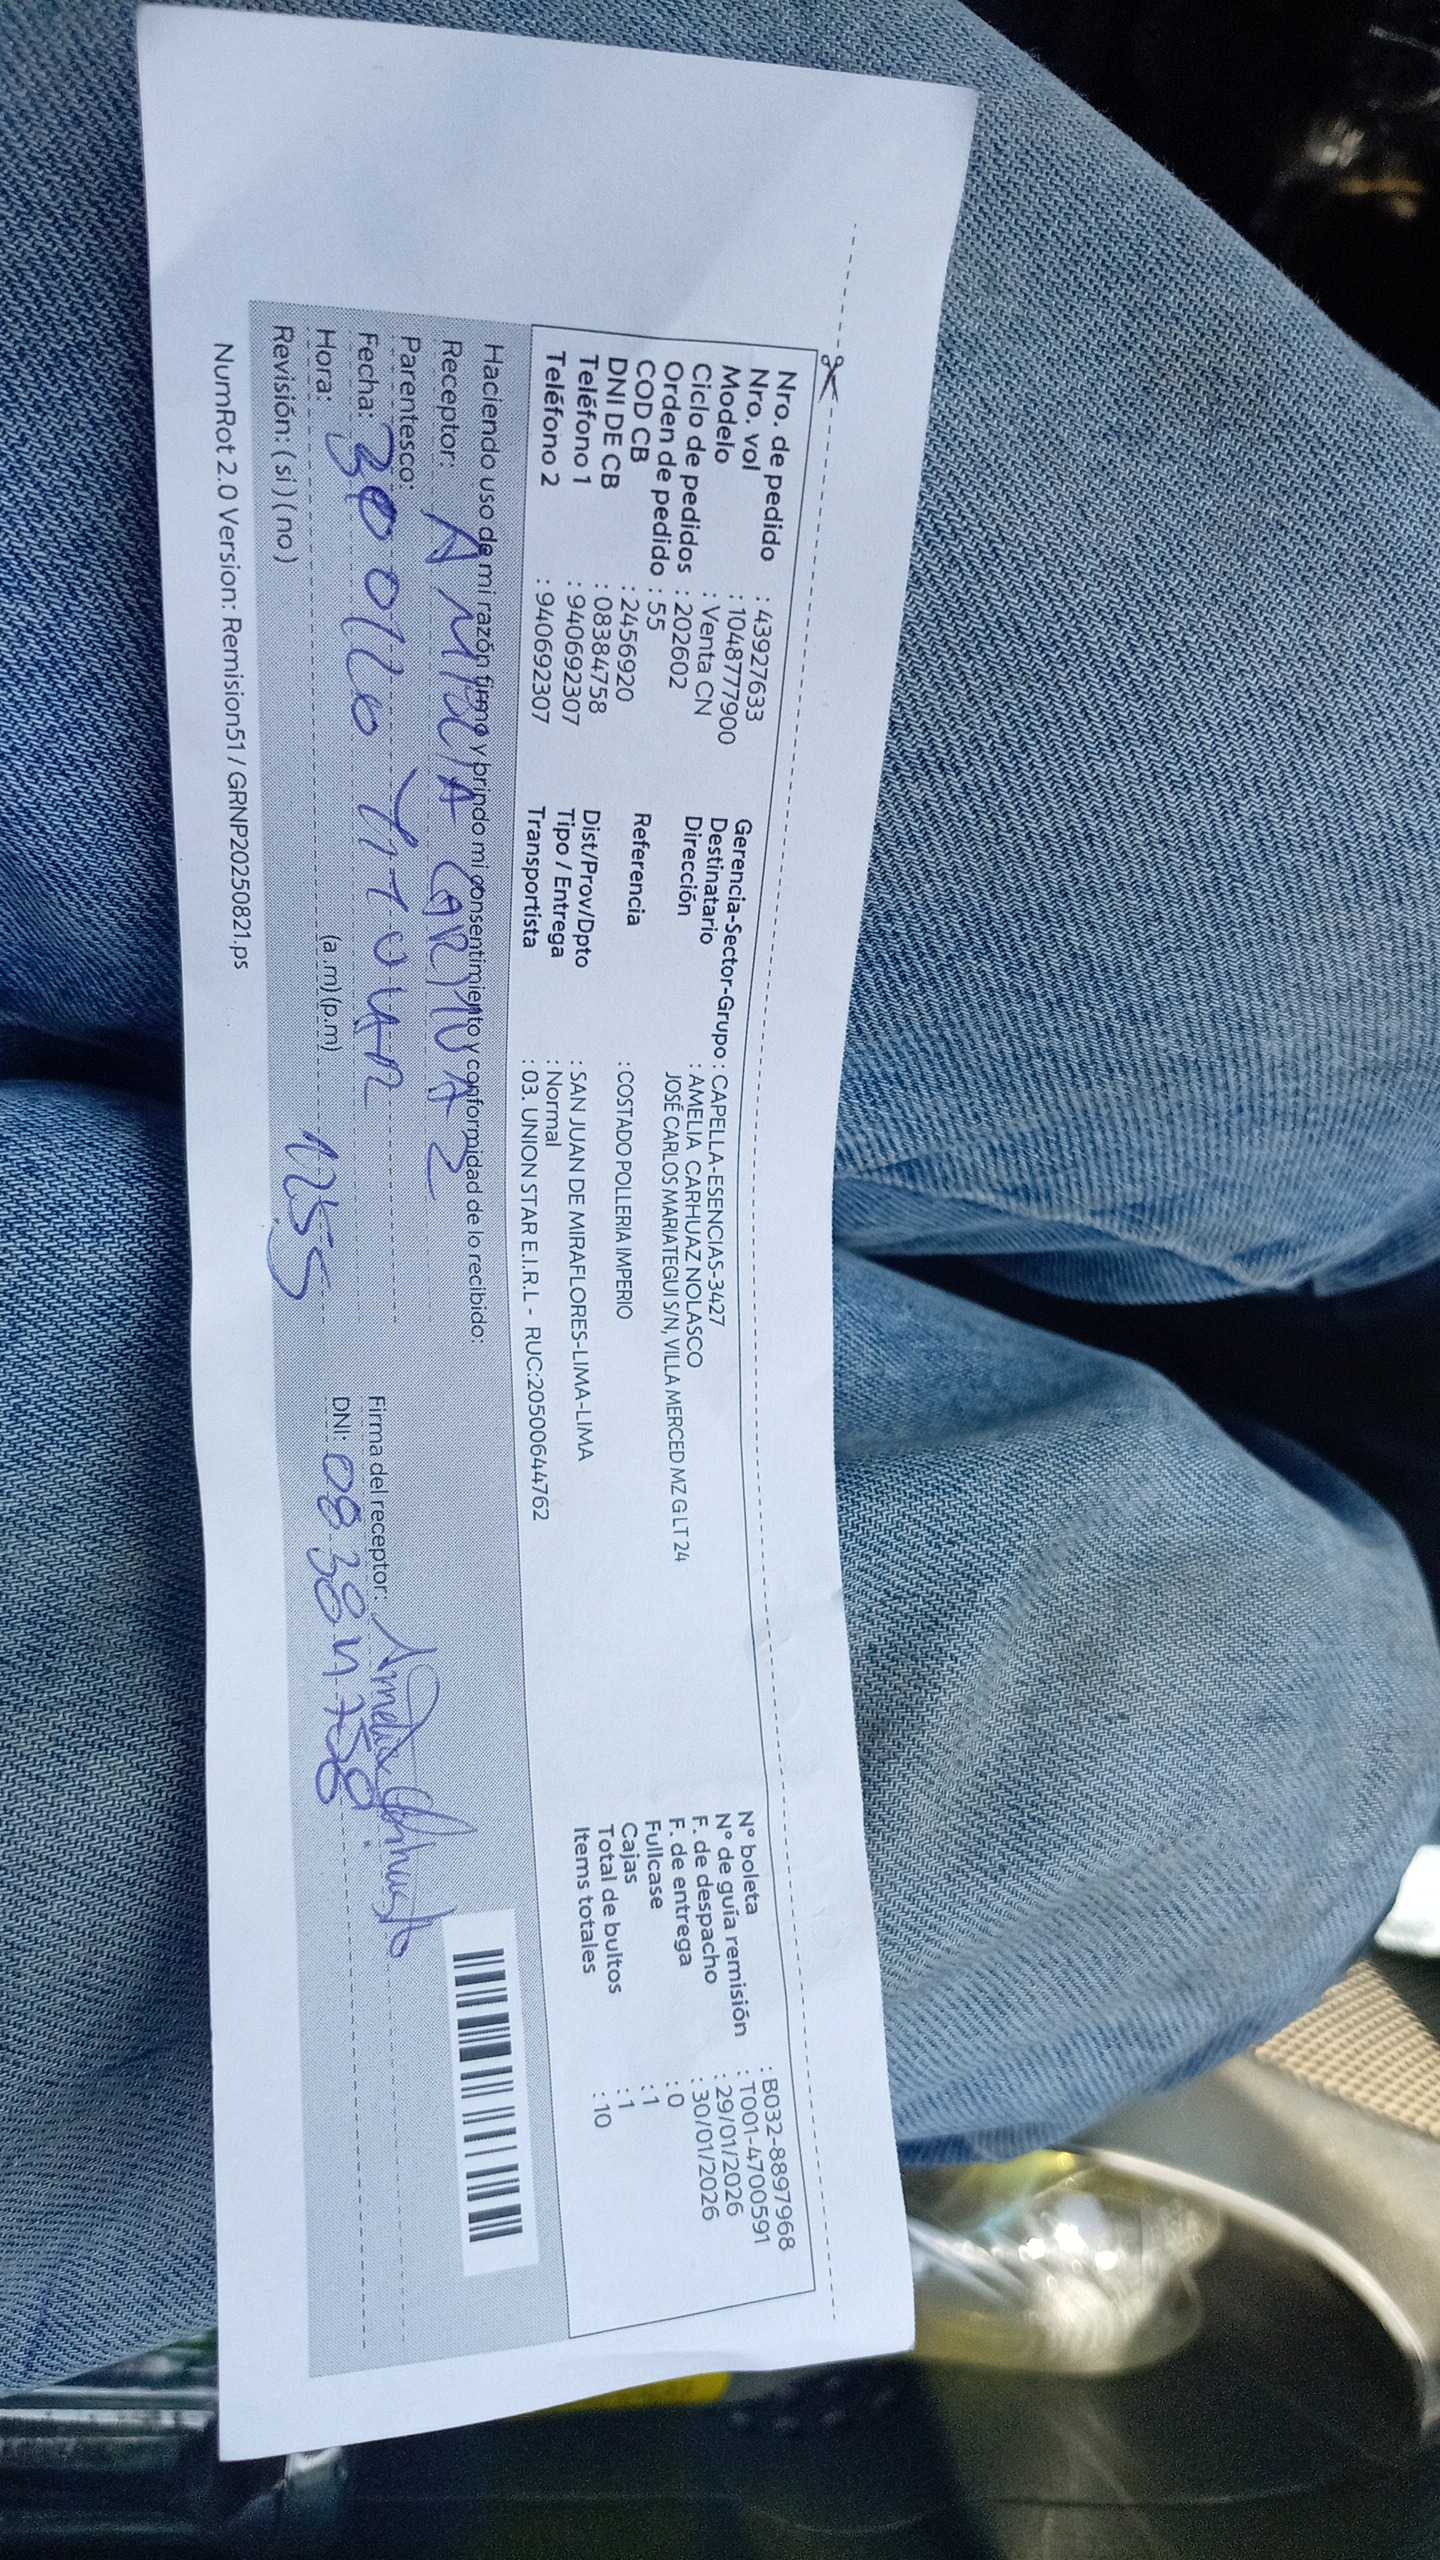 Nro. de pedido : 43927633
Nro. vol : 10487777900
Modelo : Venta CN
Ciclo de pedidos : 202602
Orden de pedido : 55
COD CB : 2456920
DNI DE CB : 08384758
Teléfono 1 : 940692307
Teléfono 2 : 940692307
Gerencia-Sector-Grupo : CAPELLA-ESENCIAS-3427
Destinatario : AMELIA CARHUAZ NOLASCO
Dirección JOSÉ CARLOS MARIATEGUI S/N, VILLA MERCED MZ G LT 24
Referencia : COSTADO POLLERIA IMPERIO
Dist/Prov/Dpto : SAN JUAN DE MIRAFLORES-LIMA-LIMA
Tipo / Entrega : Normal
Transportista : 03. UNION STAR E.I.R.L - RUC:20500644762
N° boleta : B032-8897968
N° de guía remisión : T001-4700591
F. de despacho : 29/01/2026
F. de entrega : 30/01/2026
Fullcase : 0
Cajas : 1
Total de bultos : 1
Items totales : 10
Haciendo uso de mi razón firmo y brindo mi consentimiento y conformidad de lo recibido:
Receptor:
Parentesco:
Fecha: 30
Hora: (a.m)(p.m) 1255
Revisión: ( si ) ( no )
Firma del receptor:
DNI: 08384758
NumRot 2.0 Version: Remision51 / GRNP20250821.ps